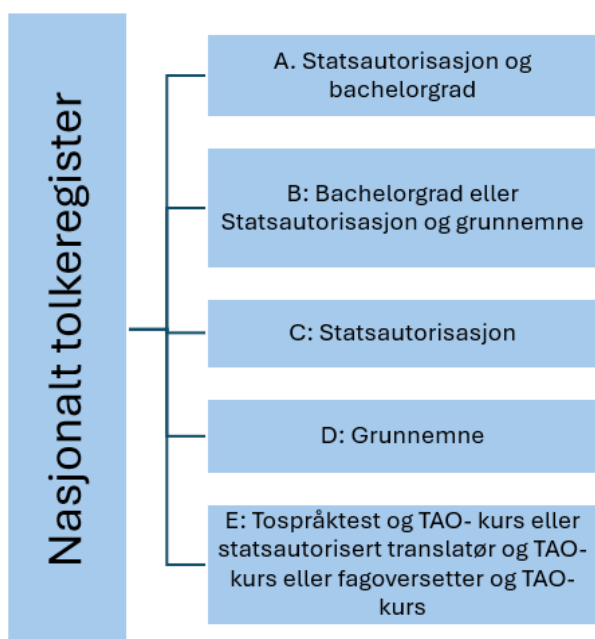 Nasjonalt tolkeregister
A. Statsautorisasjon og
bachelorgrad
B: Bachelorgrad eller
Statsautorisasjon og grunnemne
C: Statsautorisasjon
D: Grunnemne
E: Tospråktest og TAO- kurs eller
statsautorisert translatør og TAO-
kurs eller fagoversetter og TAO-
kurs